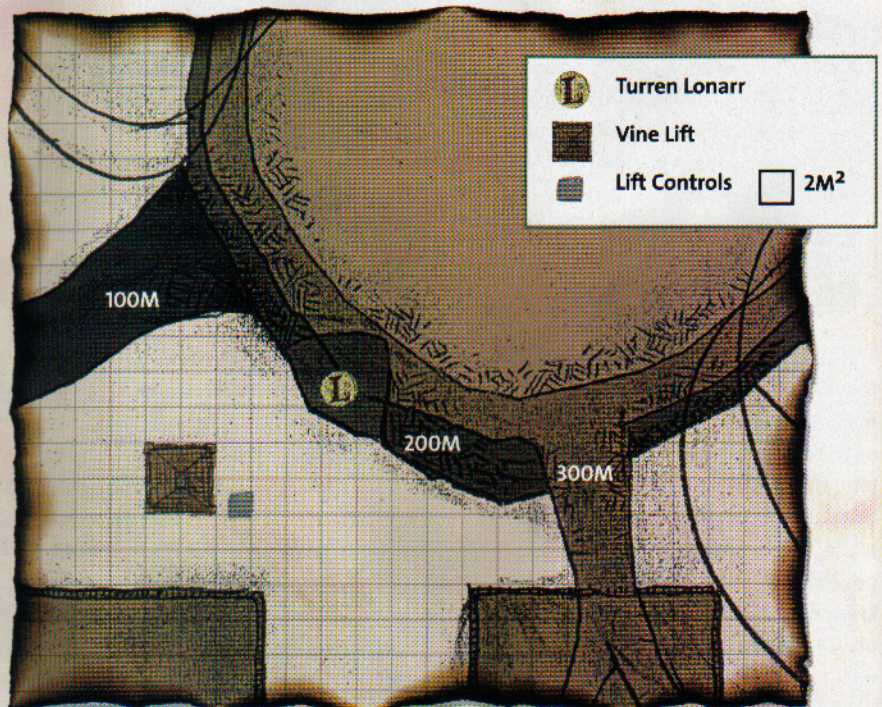 L Turren Lonarr
Vine Lift
Lift Controls 2M²
100M
L
200M
300M